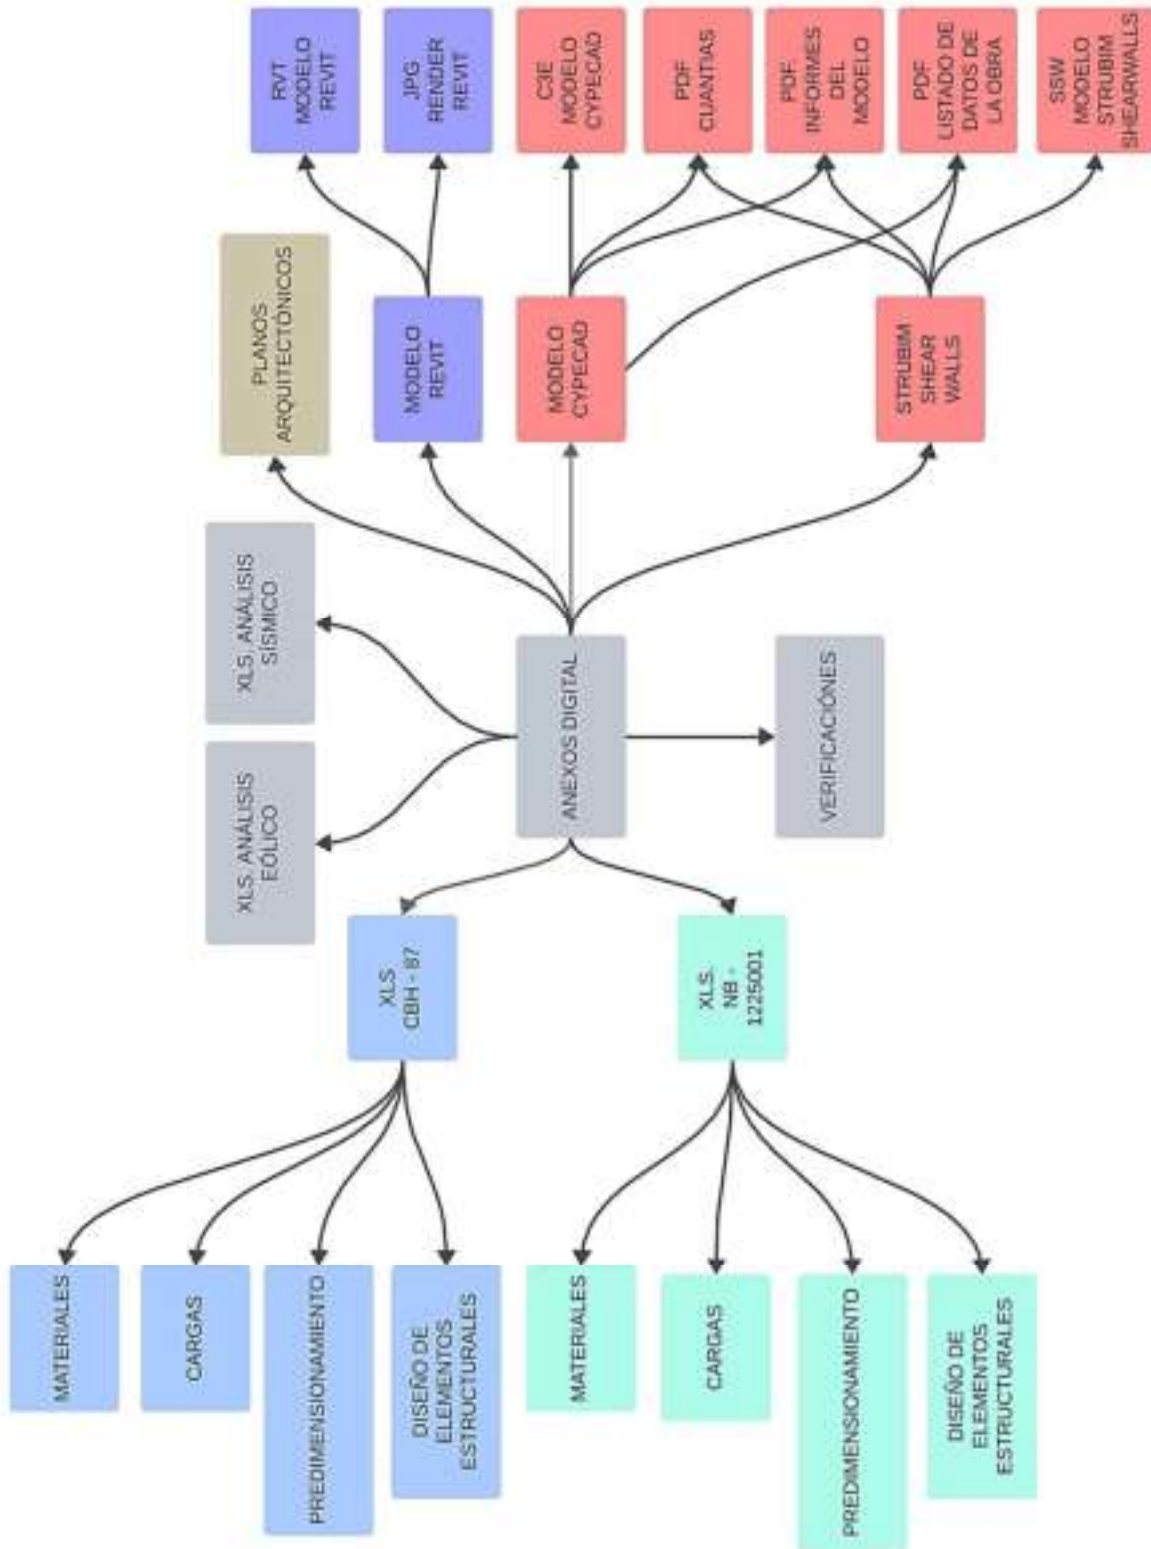 MATERIALES
CARGAS
PREDIMENSIONAMIENTO
DISEÑO DE
ELEMENTOS
ESTRUCTURALES
MATERIALES
CARGAS
PREDIMENSIONAMIENTO
DISEÑO DE
ELEMENTOS
ESTRUCTURALES
XLS
CBH - 87
XLS.
NB -
1225001
XLS. ANÁLISIS
EÓLICO
XLS. ANÁLISIS
SÍSMICO
ANEXOS DIGITAL
VERIFICACIÓNES
PLANOS
ARQUITECTÓNICOS
MODELO
REVIT
MODELO
CYPECAD
STRUBIM
SHEAR
WALLS
RVT
MODELO
REVIT
JPG
RENDER
REVIT
C3E
MODELO
CYPECAD
PDF
CUANTIAS
PDF
INFORMES
DEL
MODELO
PDF
LISTADO DE
DATOS DE
LA OBRA
SSW
MODELO
STRUBIM
SHEARWALLS